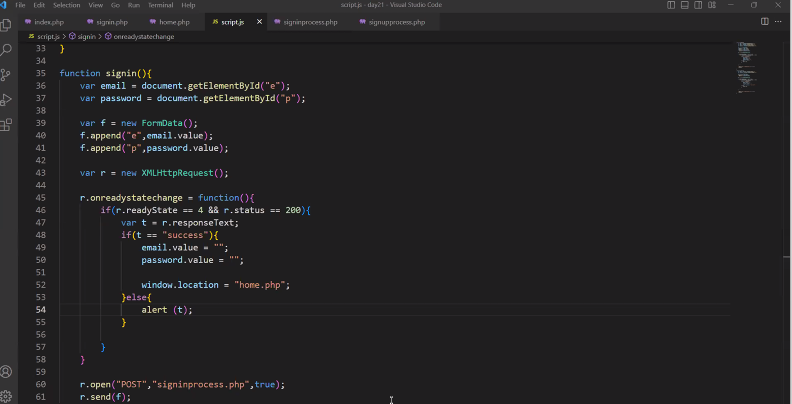 File Edit Selection View Go Run Terminal Help script.js - day21 - Visual Studio Code
index.php signin.php home.php JS script.js × signinprocess.php signupprocess.php
JS script.js > signin > onreadystatechange
33 }
34
35 function signin(){
36 var email = document.getElementById("e");
37 var password = document.getElementById("p");
38
39 var f = new FormData();
40 f.append("e",email.value);
41 f.append("p",password.value);
42
43 var r = new XMLHttpRequest();
44
45 r.onreadystatechange = function(){
46 if(r.readyState == 4 && r.status == 200){
47 var t = r.responseText;
48 if(t == "success"){
49 email.value = "";
50 password.value = "";
51
52 window.location = "home.php";
53 }else{
54 alert (t);
55 }
56
57 }
58 }
59
60 r.open("POST","signinprocess.php",true);
61 r.send(f);